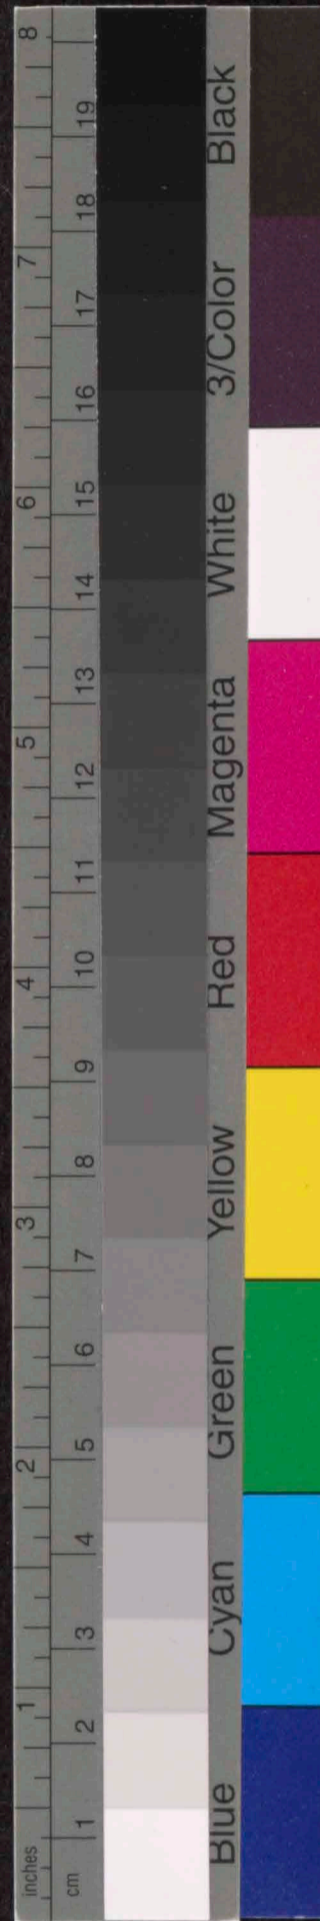 inches 1 2 3 4 5 6 7 8
cm 1 2 3 4 5 6 7 8 9 10 11 12 13 14 15 16 17 18 19
Blue Cyan Green Yellow Red Magenta White 3/Color Black